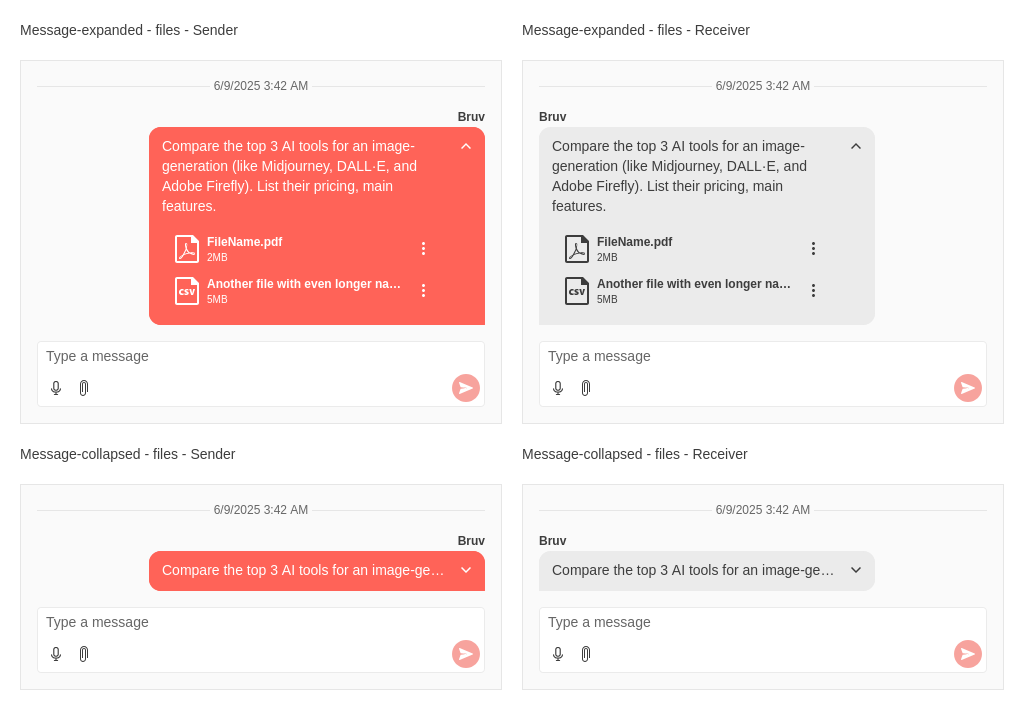 Message-expanded - files - Sender
6/9/2025 3:42 AM
Bruv
Compare the top 3 AI tools for an image-
generation (like Midjourney, DALL·E, and
Adobe Firefly). List their pricing, main
features.
FileName.pdf
2MB
csv
Another file with even longer na…
5MB
Type a message
Message-expanded - files - Receiver
6/9/2025 3:42 AM
Bruv
Compare the top 3 AI tools for an image-
generation (like Midjourney, DALL·E, and
Adobe Firefly). List their pricing, main
features.
FileName.pdf
2MB
csv
Another file with even longer na…
5MB
Type a message
Message-collapsed - files - Sender
6/9/2025 3:42 AM
Bruv
Compare the top 3 AI tools for an image-ge…
Type a message
Message-collapsed - files - Receiver
6/9/2025 3:42 AM
Bruv
Compare the top 3 AI tools for an image-ge…
Type a message